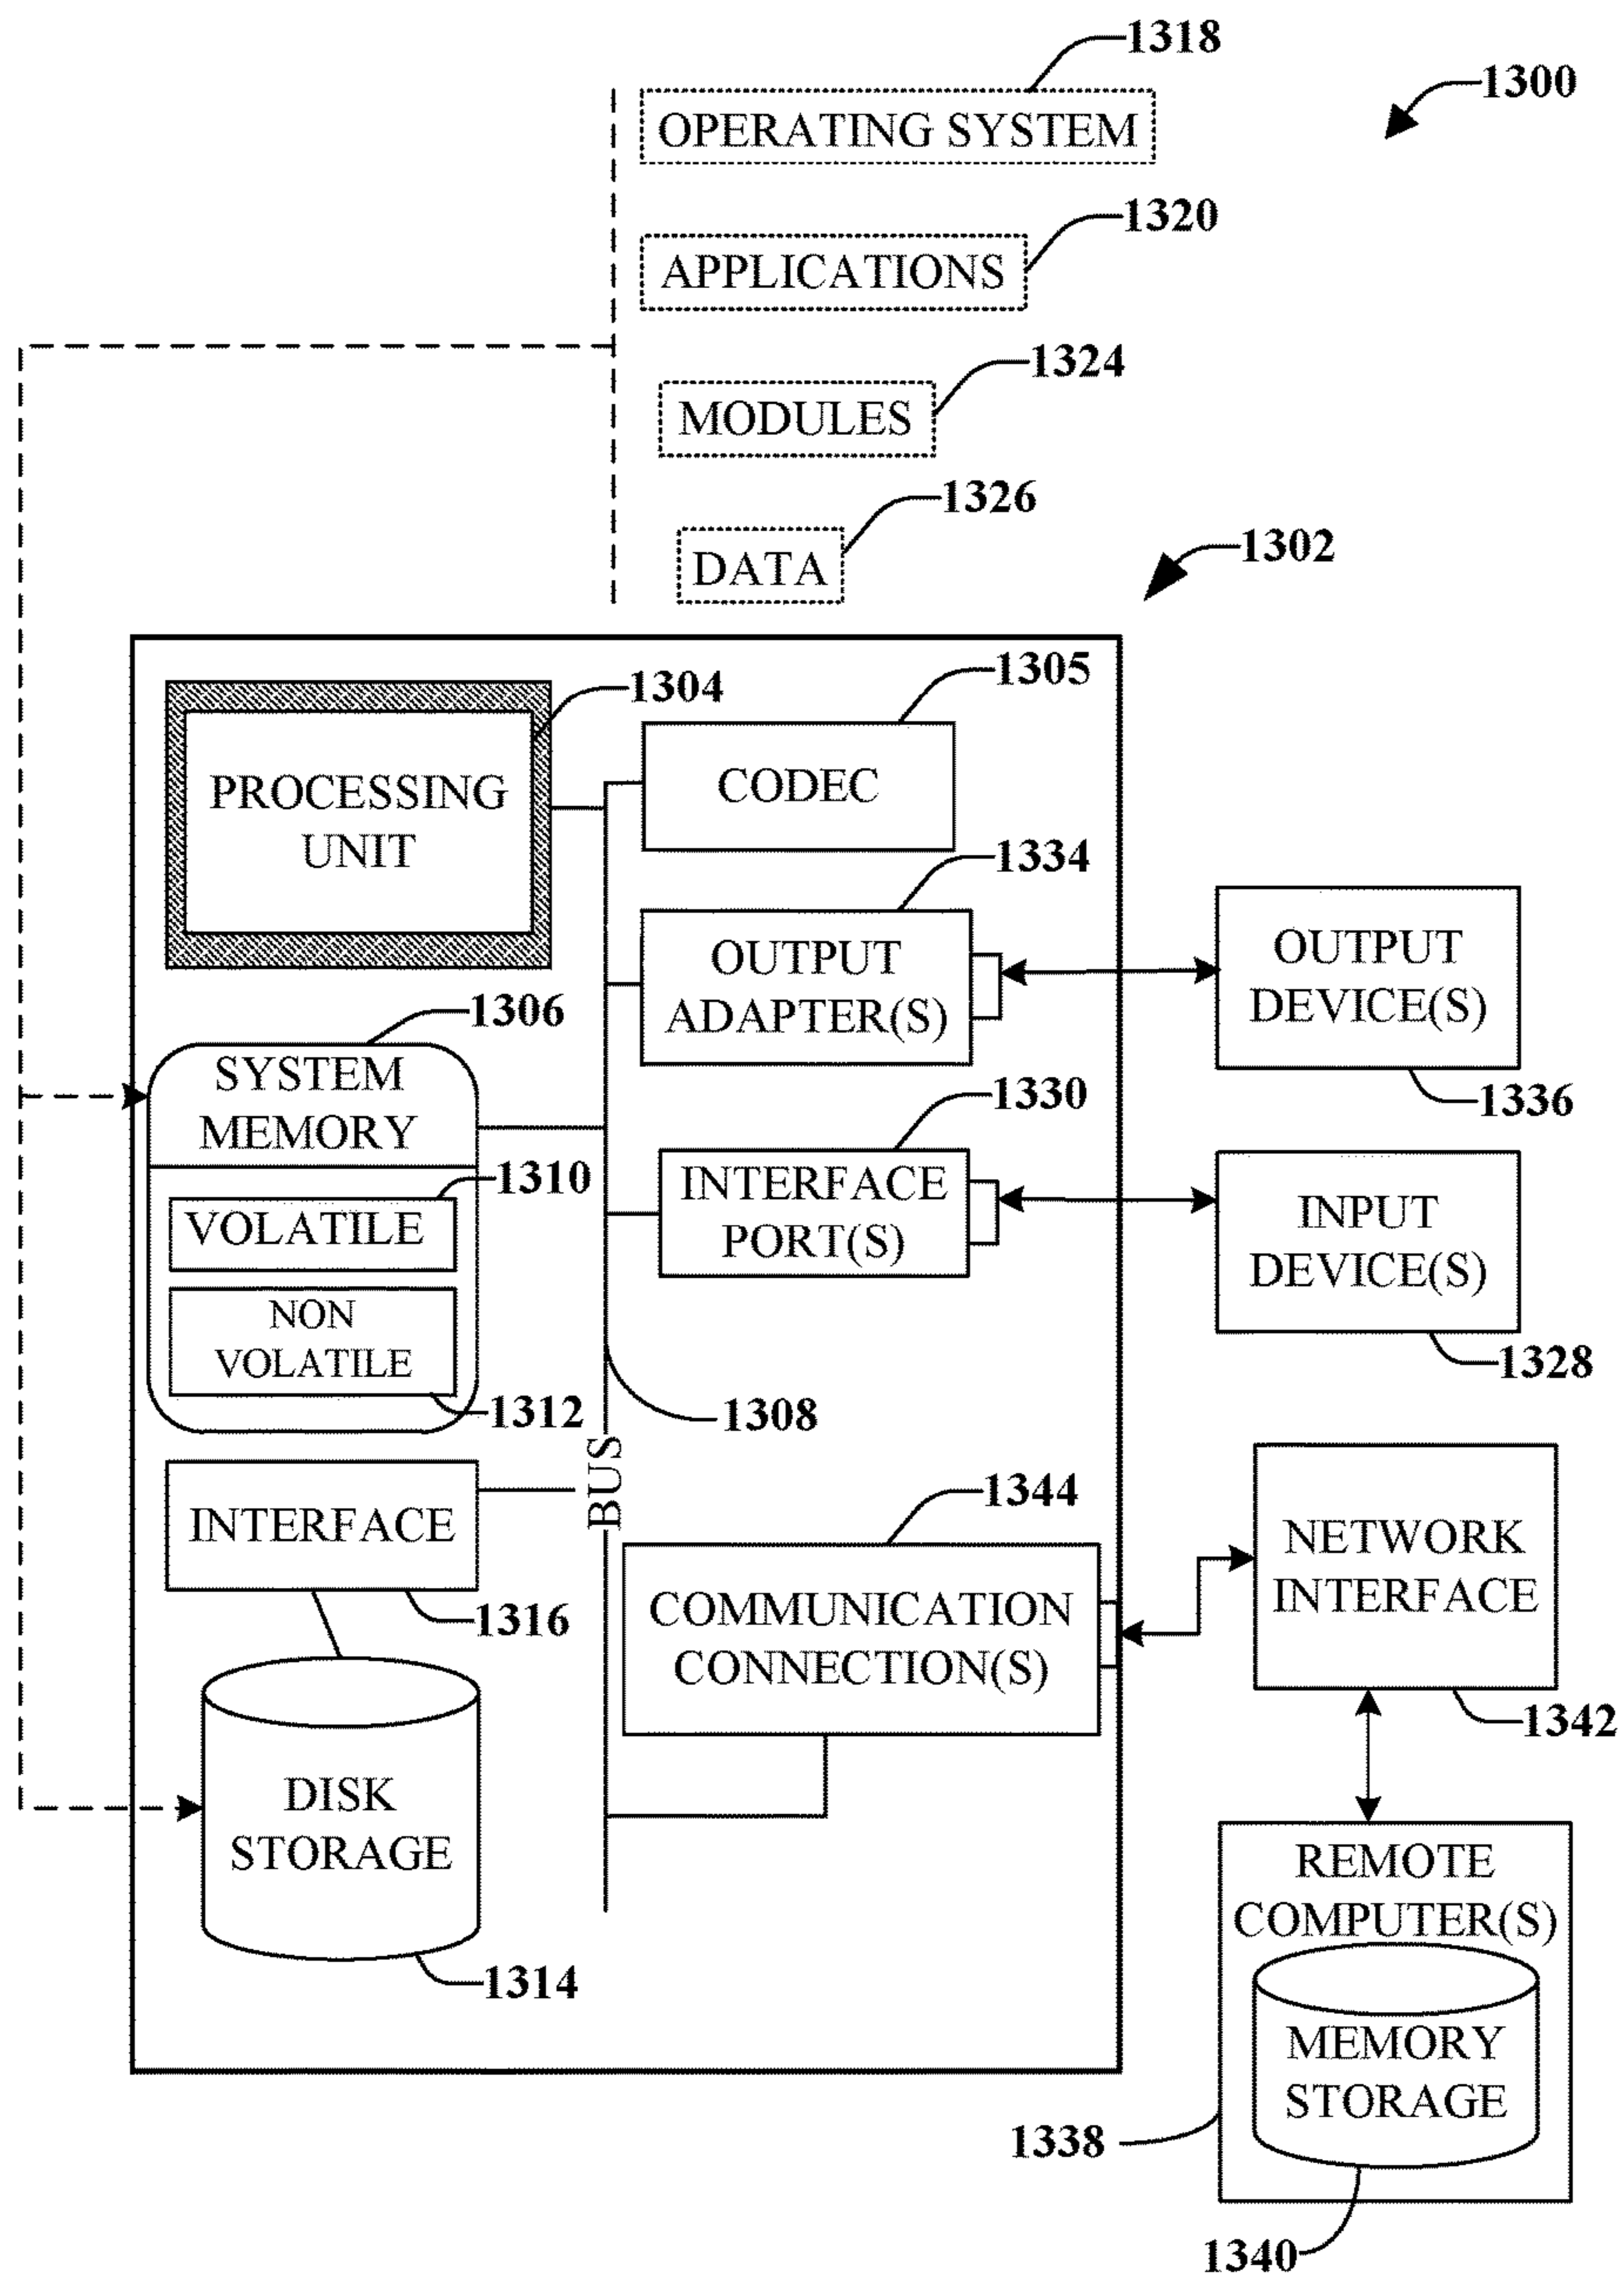 1318
1300
OPERATING SYSTEM
1320
APPLICATIONS
1324
MODULES
1326
DATA
1302
1304
PROCESSING
UNIT
1305
CODEC
1334
OUTPUT
ADAPTER(S)
OUTPUT
DEVICE(S)
1336
1306
SYSTEM
MEMORY
1310
VOLATILE
NON
VOLATILE
1312
1330
INTERFACE
PORT(S)
INPUT
DEVICE(S)
1328
1308
BUS
INTERFACE
1316
1344
COMMUNICATION
CONNECTION(S)
NETWORK
INTERFACE
1342
DISK
STORAGE
1314
REMOTE
COMPUTER(S)
MEMORY
STORAGE
1338
1340